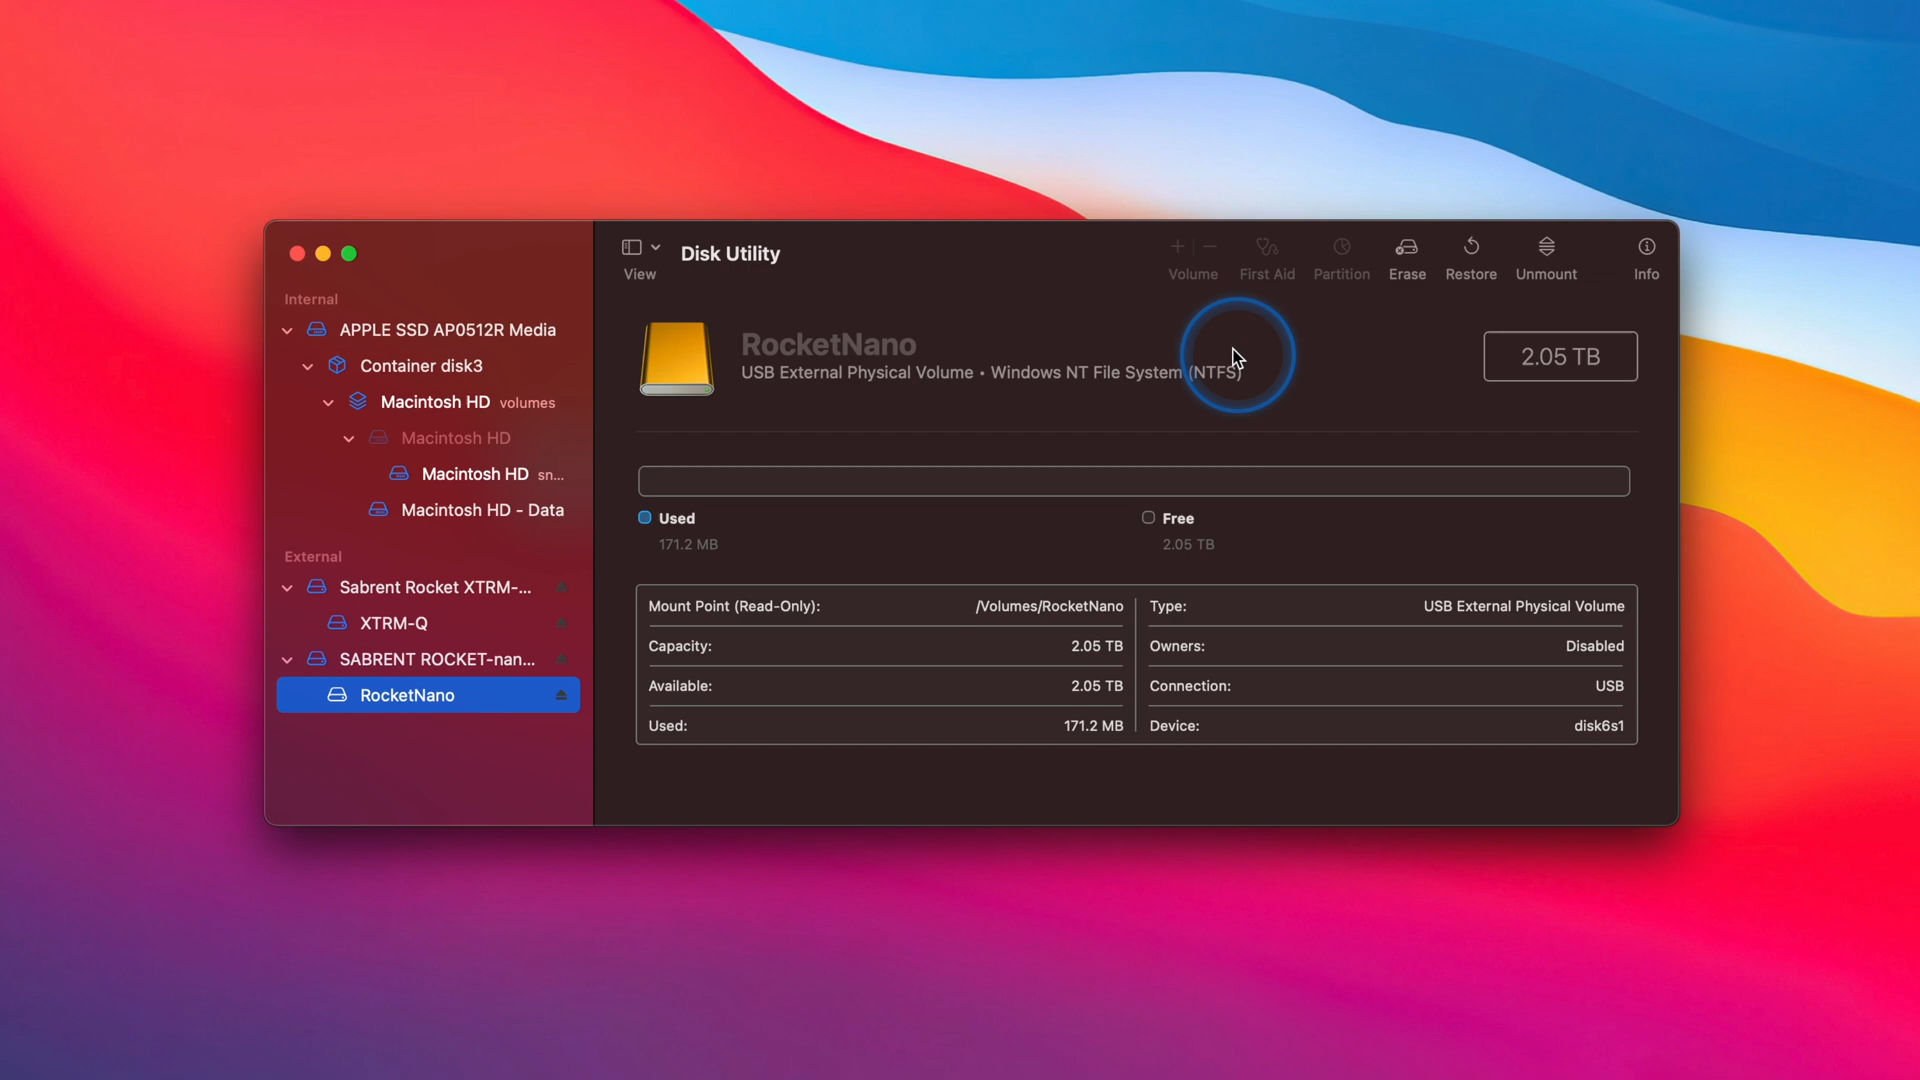 Disk Utility
View
Volume
First Aid
Partition
Erase
Restore
Unmount
Info
Internal
APPLE SSD AP0512R Media
Container disk3
Macintosh HD volumes
Macintosh HD
Macintosh HD sn...
Macintosh HD - Data
External
Sabrent Rocket XTRM-...
XTRM-Q
SABRENT ROCKET-nan...
RocketNano
RocketNano
USB External Physical Volume • Windows NT File System (NTFS)
2.05 TB
Used
171.2 MB
Free
2.05 TB
Mount Point (Read-Only): /Volumes/RocketNano
Capacity: 2.05 TB
Available: 2.05 TB
Used: 171.2 MB
Type: USB External Physical Volume
Owners: Disabled
Connection: USB
Device: disk6s1